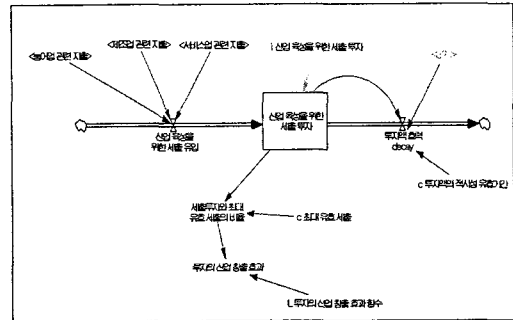 <농어업 관련 지출>
<제조업 관련 지출>
<서비스업 관련 지출>
i 산업 육성을 위한 세출 투자
산업 육성을 위한 세출 유입
산업 육성을 위한 세출 투자
투자액 효력 decay
c 투자액의 적시성 유효기간
세출투자와 최대 유효 세출의 비율
c 최대 유효 세출
투자의 산업 창출 효과
L 투자의 산업 창출 효과 함수